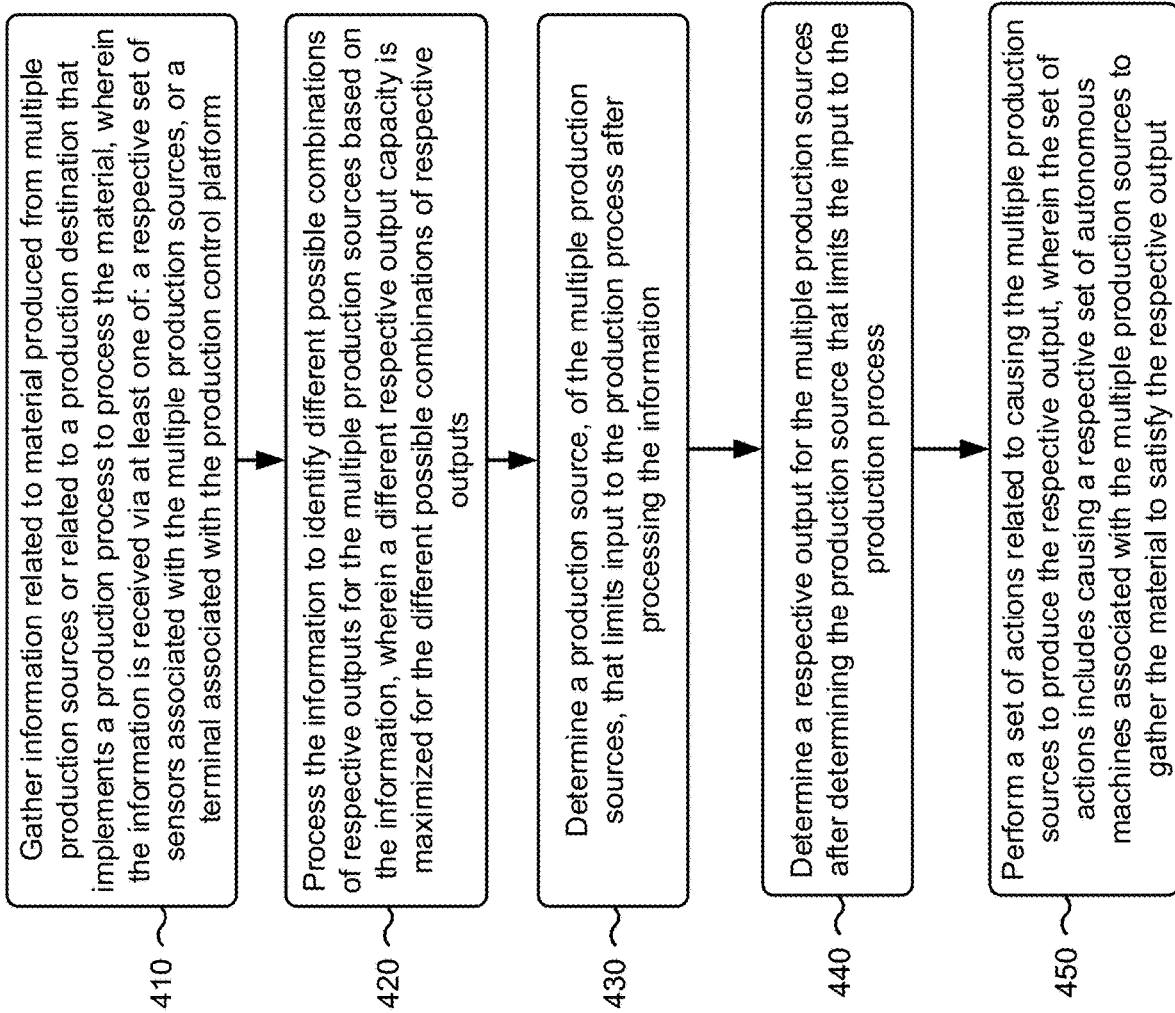 410
Gather information related to material produced from multiple
production sources or related to a production destination that
implements a production process to process the material, wherein
the information is received via at least one of: a respective set of
sensors associated with the multiple production sources, or a
terminal associated with the production control platform
420
Process the information to identify different possible combinations
of respective outputs for the multiple production sources based on
the information, wherein a different respective output capacity is
maximized for the different possible combinations of respective
outputs
430
Determine a production source, of the multiple production
sources, that limits input to the production process after
processing the information
440
Determine a respective output for the multiple production sources
after determining the production source that limits the input to the
production process
450
Perform a set of actions related to causing the multiple production
sources to produce the respective output, wherein the set of
actions includes causing a respective set of autonomous
machines associated with the multiple production sources to
gather the material to satisfy the respective output